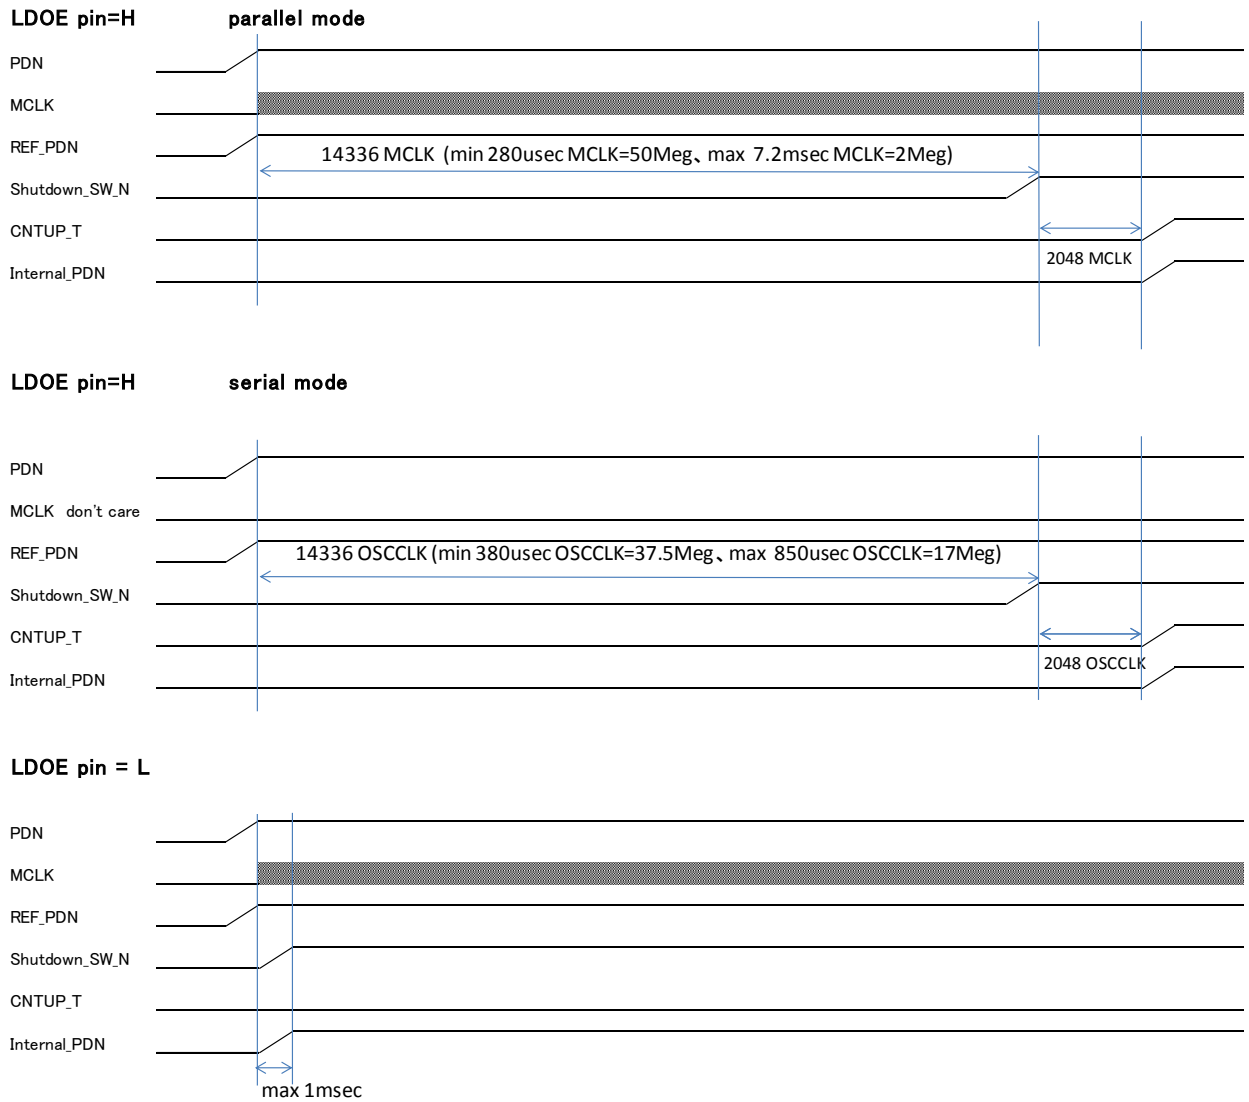 LDOE pin=H parallel mode
PDN
MCLK
REF_PDN
14336 MCLK (min 280usec MCLK=50Meg、max 7.2msec MCLK=2Meg)
Shutdown_SW_N
CNTUP_T
2048 MCLK
Internal_PDN
LDOE pin=H serial mode
PDN
MCLK don't care
REF_PDN
14336 OSCCLK (min 380usec OSCCLK=37.5Meg、max 850usec OSCCLK=17Meg)
Shutdown_SW_N
CNTUP_T
2048 OSCCLK
Internal_PDN
LDOE pin = L
PDN
MCLK
REF_PDN
Shutdown_SW_N
CNTUP_T
Internal_PDN
max 1msec